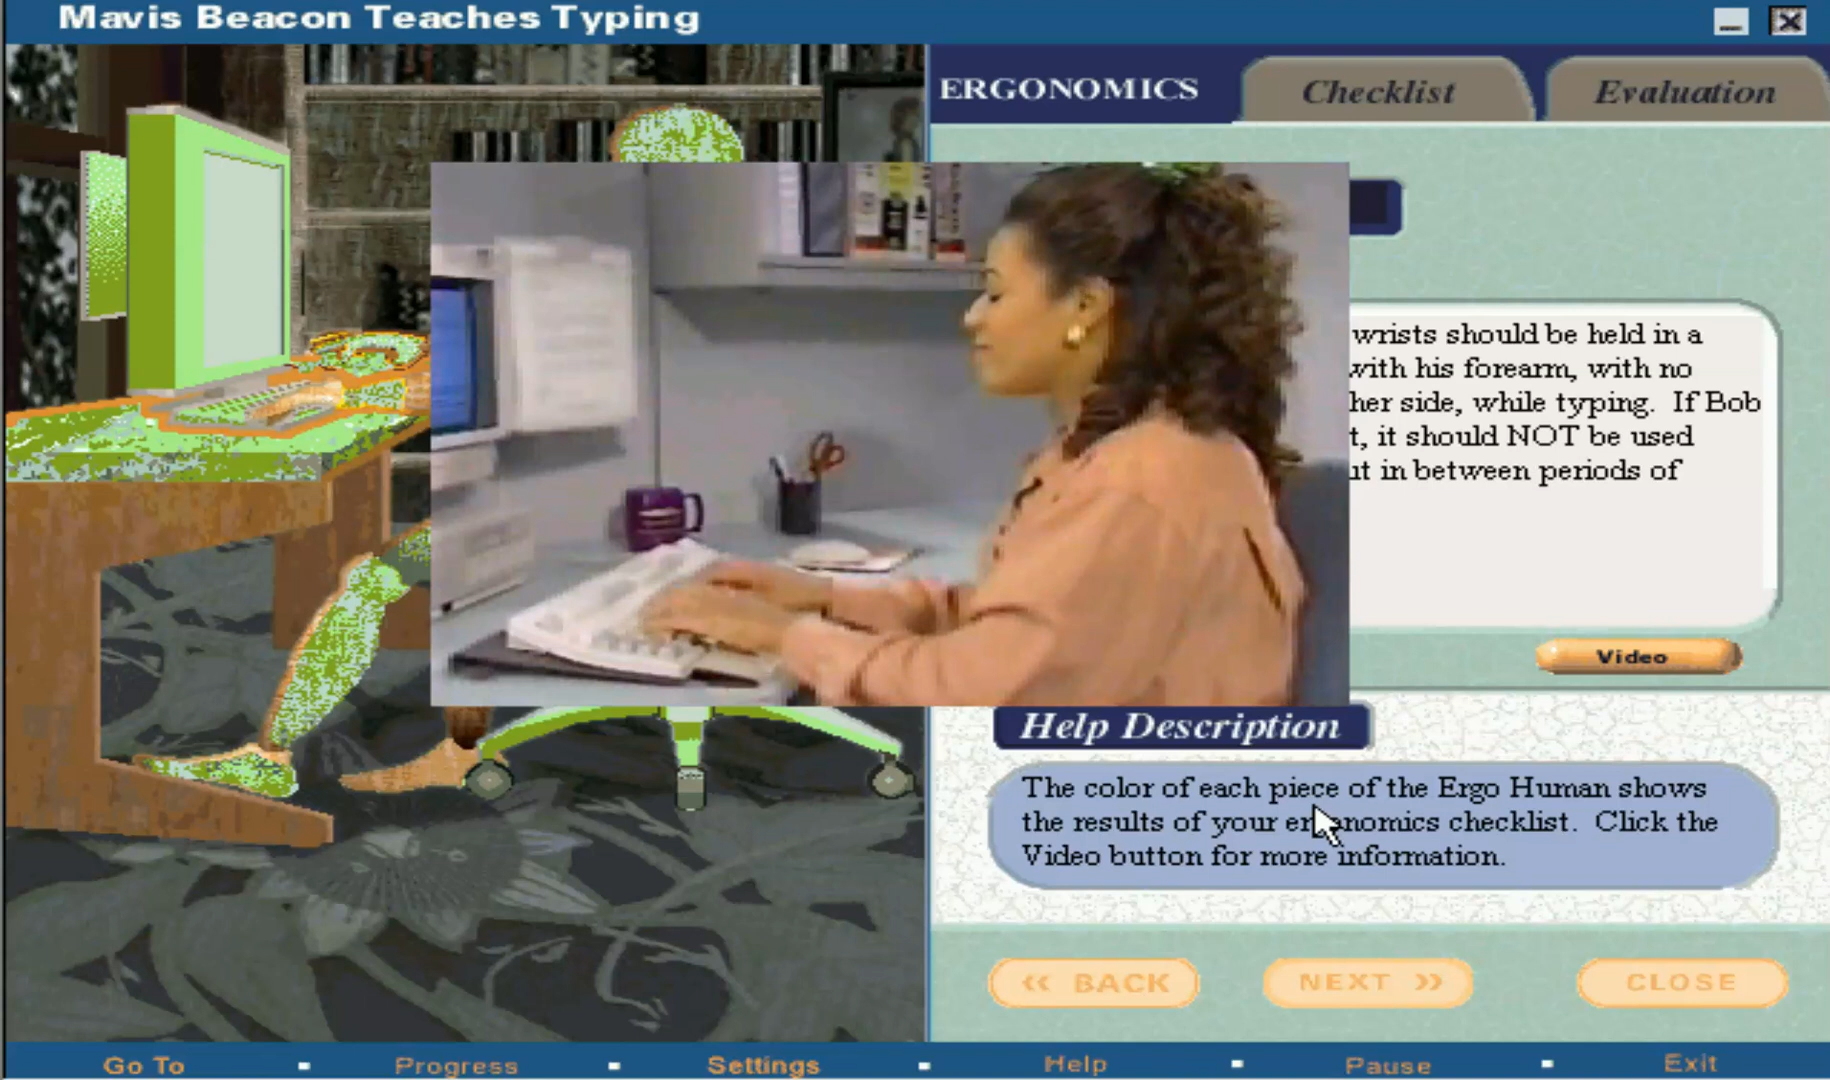 Mavis Beacon Teaches Typing
ERGONOMICS
Checklist
Evaluation
wrists should be held in a
with his forearm, with no
her side, while typing. If Bob
t, it should NOT be used
ut in between periods of
Video
Help Description
The color of each piece of the Ergo Human shows
the results of your er nomics checklist. Click the
Video button for more information.
<< BACK
NEXT >>
CLOSE
Go To
Progress
Settings
Help
Pause
Exit